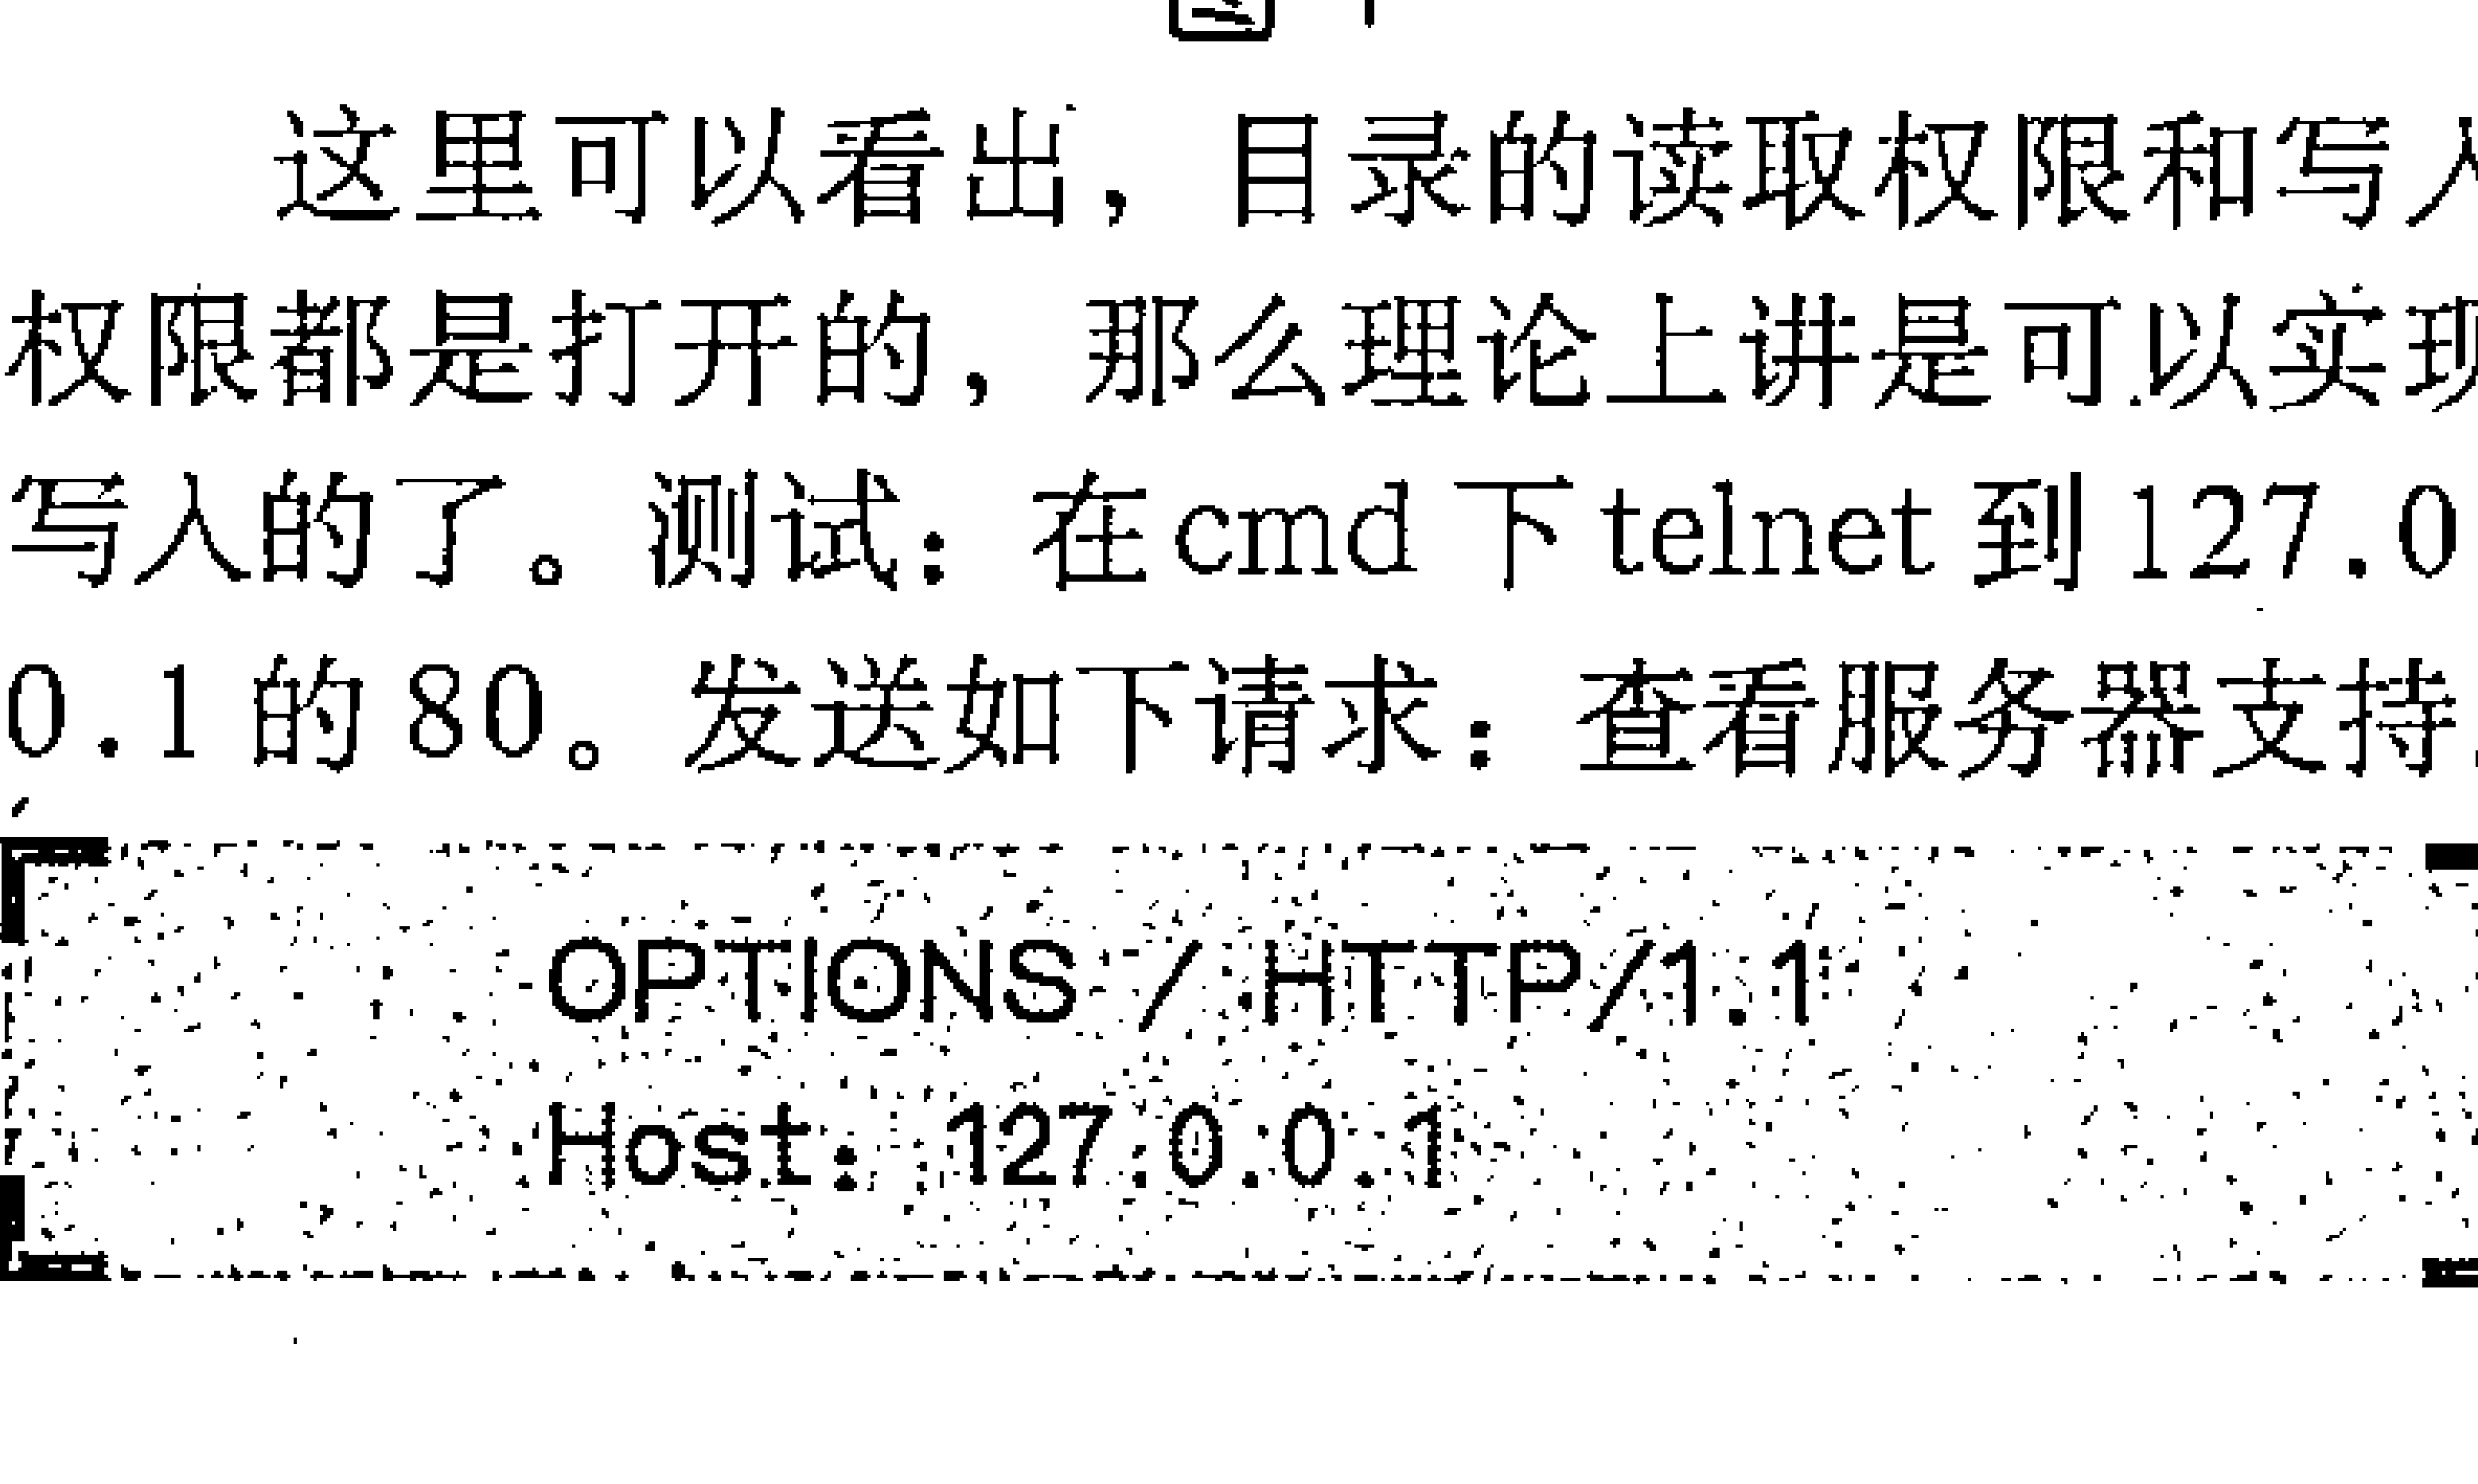 这里可以看出，目录的读取权限和写入
权限都是打开的，那么理论上讲是可以实现
写入的了。测试：在cmd下telnet到127.0
0.1的80。发送如下请求：查看服务器支持
OPTIONS / HTTP/1.1
Host: 127.0.0.1